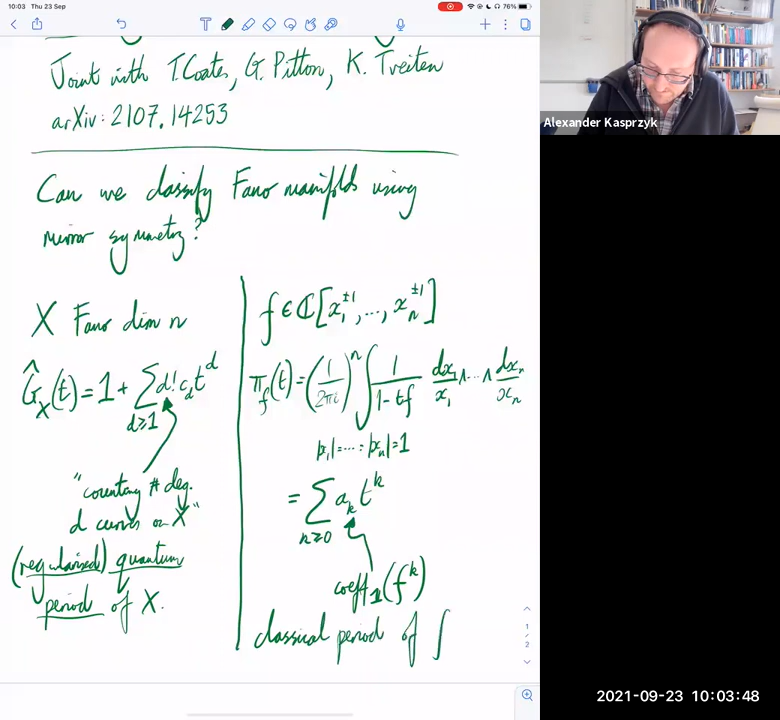 10:03 Thu 23 Sep
76%
Joint with T. Coates, G. Pitton, K. Tveiten
arXiv: 2107.14253
Can we classify Fano manifolds using
mirror symmetry?
X Fano dim n
Ĝ_X(t) = 1 + ∑_{d≥1} d! c_d t^d
"counting # deg.
d curves on X"
(regularised) quantum
period of X.
f ∈ ℂ[x_1^{±1}, ..., x_n^{±1}]
π_f(t) = (1/2πi)^n ∫ 1/(1-tf) dx_1/x_1 ∧ ... ∧ dx_n/x_n
|x_1| = ... = |x_n| = 1
= ∑_{k≥0} a_k t^k
coeff_1(f^k)
classical period of f
Alexander Kasprzyk
1
/
2
2021-09-23 10:03:48